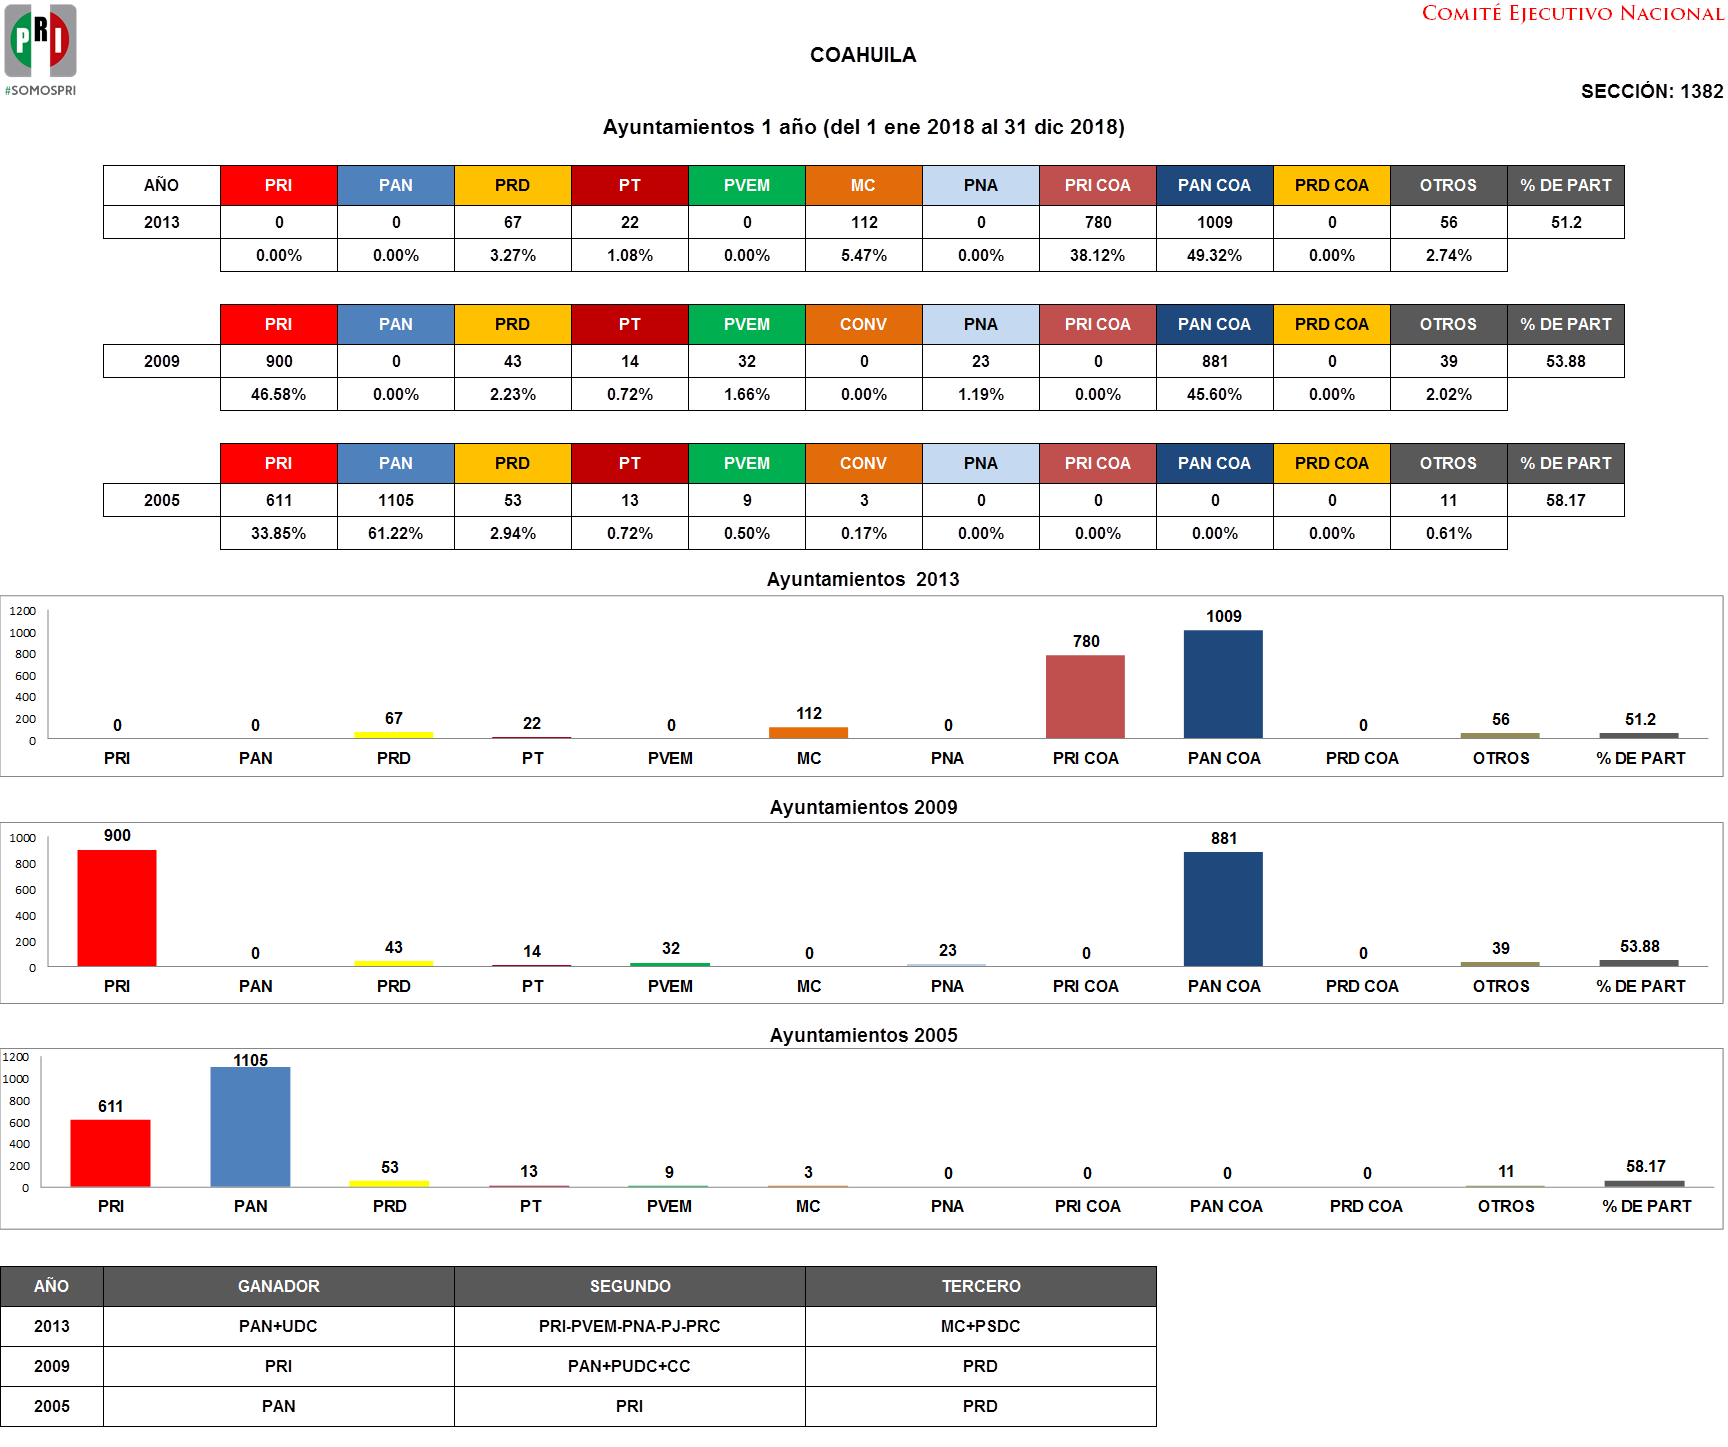 COMITÉ EJECUTIVO NACIONAL
PRI
#SOMOSPRI
COAHUILA
SECCIÓN: 1382
Ayuntamientos 1 año (del 1 ene 2018 al 31 dic 2018)
AÑO PRI PAN PRD PT PVEM MC PNA PRI COA PAN COA PRD COA OTROS % DE PART
2013 0 0 67 22 0 112 0 780 1009 0 56 51.2
0.00% 0.00% 3.27% 1.08% 0.00% 5.47% 0.00% 38.12% 49.32% 0.00% 2.74%
PRI PAN PRD PT PVEM CONV PNA PRI COA PAN COA PRD COA OTROS % DE PART
2009 900 0 43 14 32 0 23 0 881 0 39 53.88
46.58% 0.00% 2.23% 0.72% 1.66% 0.00% 1.19% 0.00% 45.60% 0.00% 2.02%
PRI PAN PRD PT PVEM CONV PNA PRI COA PAN COA PRD COA OTROS % DE PART
2005 611 1105 53 13 9 3 0 0 0 0 11 58.17
33.85% 61.22% 2.94% 0.72% 0.50% 0.17% 0.00% 0.00% 0.00% 0.00% 0.61%
Ayuntamientos 2013
1200
1000
800
600
400
200
0
0 0 67 22 0 112 0 780 1009 0 56 51.2
PRI PAN PRD PT PVEM MC PNA PRI COA PAN COA PRD COA OTROS % DE PART
Ayuntamientos 2009
1000
800
600
400
200
0
900 0 43 14 32 0 23 0 881 0 39 53.88
PRI PAN PRD PT PVEM MC PNA PRI COA PAN COA PRD COA OTROS % DE PART
Ayuntamientos 2005
1200
1000
800
600
400
200
0
611 1105 53 13 9 3 0 0 0 0 11 58.17
PRI PAN PRD PT PVEM MC PNA PRI COA PAN COA PRD COA OTROS % DE PART
AÑO GANADOR SEGUNDO TERCERO
2013 PAN+UDC PRI-PVEM-PNA-PJ-PRC MC+PSDC
2009 PRI PAN+PUDC+CC PRD
2005 PAN PRI PRD